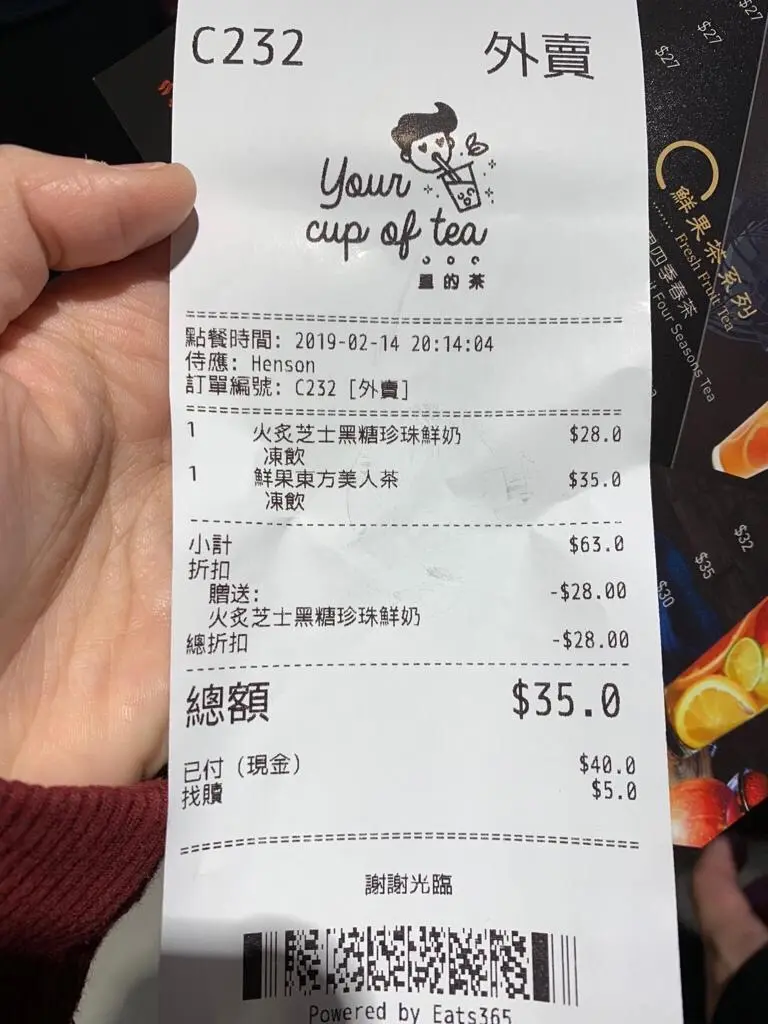 C232 外賣
Your
cup of tea
皇的茶
點餐時間: 2019-02-14 20:14:04
侍應: Henson
訂單編號: C232 [外賣]
1 火炙芝士黑糖珍珠鮮奶 $28.0
凍飲
1 鮮果東方美人茶 $35.0
凍飲
小計 $63.0
折扣
贈送: -$28.00
火炙芝士黑糖珍珠鮮奶
總折扣 -$28.00
總額 $35.0
已付 (現金) $40.0
找贖 $5.0
謝謝光臨
Powered by Eats365
$27
$27
$27
鮮果茶系列
Fresh Fruit Tea
四季春茶
Four Seasons Tea
$32
$35
$30